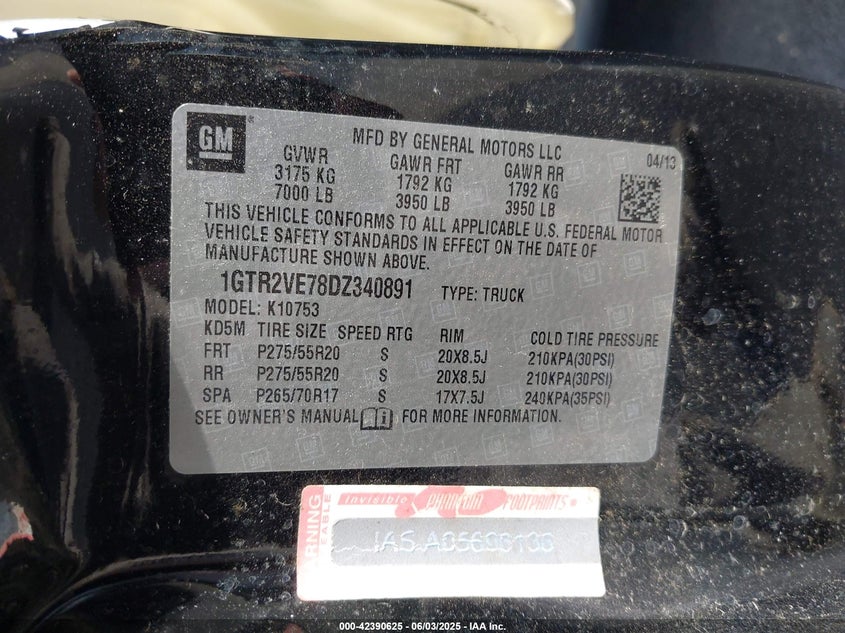 GM
MFD BY GENERAL MOTORS LLC
04/13
GVWR GAWR FRT GAWR RR
3175 KG 1792 KG 1792 KG
7000 LB 3950 LB 3950 LB
THIS VEHICLE CONFORMS TO ALL APPLICABLE U.S. FEDERAL MOTOR
VEHICLE SAFETY STANDARDS IN EFFECT ON THE DATE OF
MANUFACTURE SHOWN ABOVE.
1GTR2VE78DZ340891 TYPE: TRUCK
MODEL: K10753
KD5M TIRE SIZE SPEED RTG RIM COLD TIRE PRESSURE
FRT P275/55R20 S 20X8.5J 210KPA(30PSI)
RR P275/55R20 S 20X8.5J 210KPA(30PSI)
SPA P265/70R17 S 17X7.5J 240KPA(35PSI)
SEE OWNER'S MANUAL FOR MORE INFORMATION.
Invisible PHANTOM FOOTPRINTS
000-42390625 - 06/03/2025 - IAA Inc.